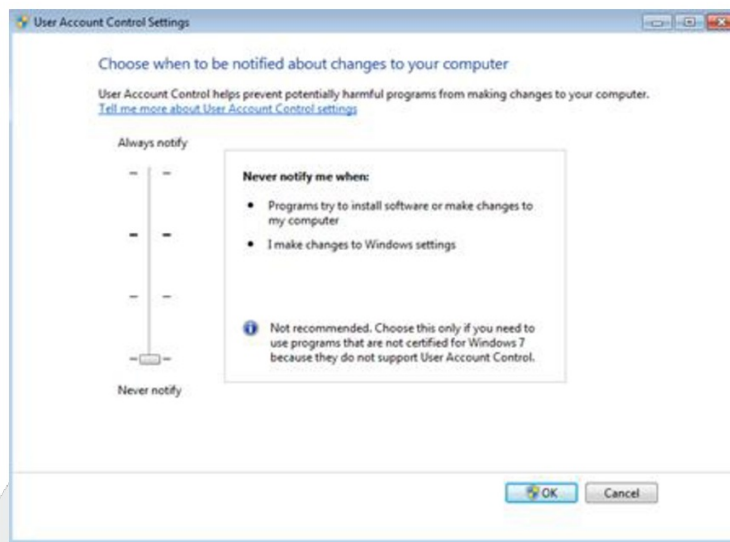 User Account Control Settings
Choose when to be notified about changes to your computer
User Account Control helps prevent potentially harmful programs from making changes to your computer.
Tell me more about User Account Control settings
Always notify
Never notify me when:
• Programs try to install software or make changes to
my computer
• I make changes to Windows settings
Not recommended. Choose this only if you need to
use programs that are not certified for Windows 7
because they do not support User Account Control.
Never notify
OK
Cancel